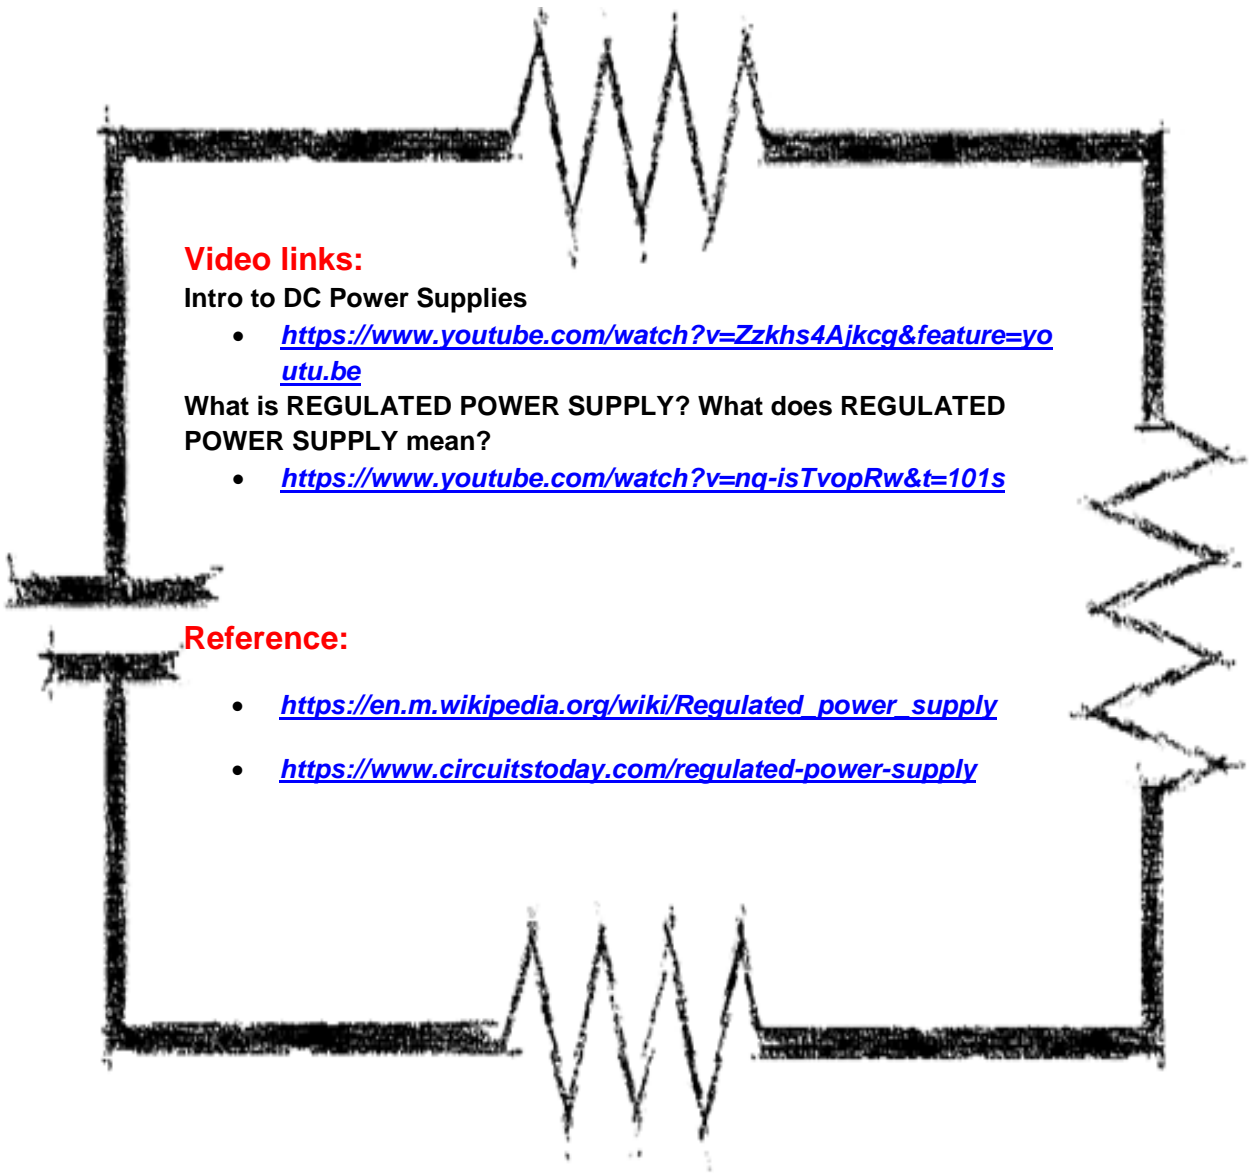 Video links:
Intro to DC Power Supplies
• https://www.youtube.com/watch?v=Zzkhs4Ajkcg&feature=yo
utu.be
What is REGULATED POWER SUPPLY? What does REGULATED
POWER SUPPLY mean?
• https://www.youtube.com/watch?v=nq-isTvopRw&t=101s
Reference:
• https://en.m.wikipedia.org/wiki/Regulated_power_supply
• https://www.circuitstoday.com/regulated-power-supply